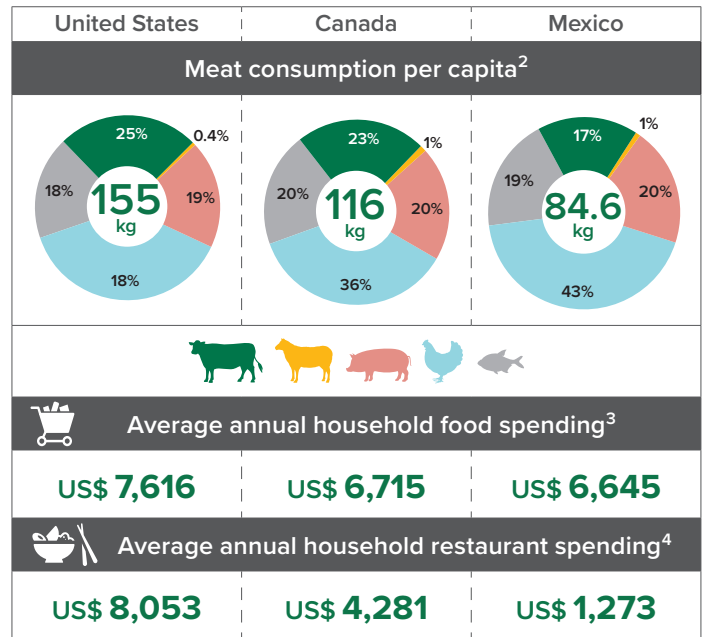 United States Canada Mexico
Meat consumption per capita²
25%
0.4%
19%
18%
18%
155
kg
23%
1%
20%
36%
20%
116
kg
17%
1%
20%
43%
19%
84.6
kg
Average annual household food spending³
US$ 7,616 US$ 6,715 US$ 6,645
Average annual household restaurant spending⁴
US$ 8,053 US$ 4,281 US$ 1,273